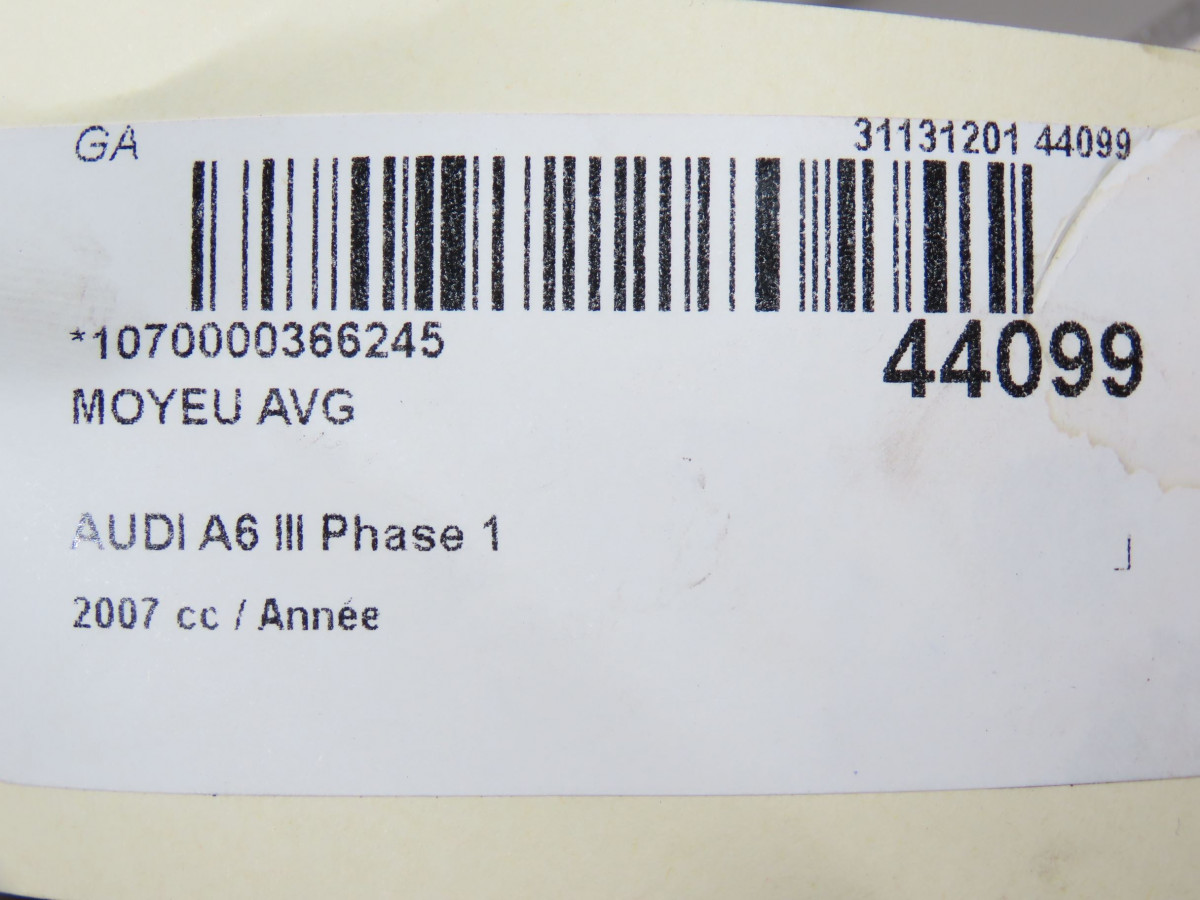 GA
31131201 44099
*1070000366245
44099
MOYEU AVG
AUDI A6 III Phase 1
2007 cc / Année